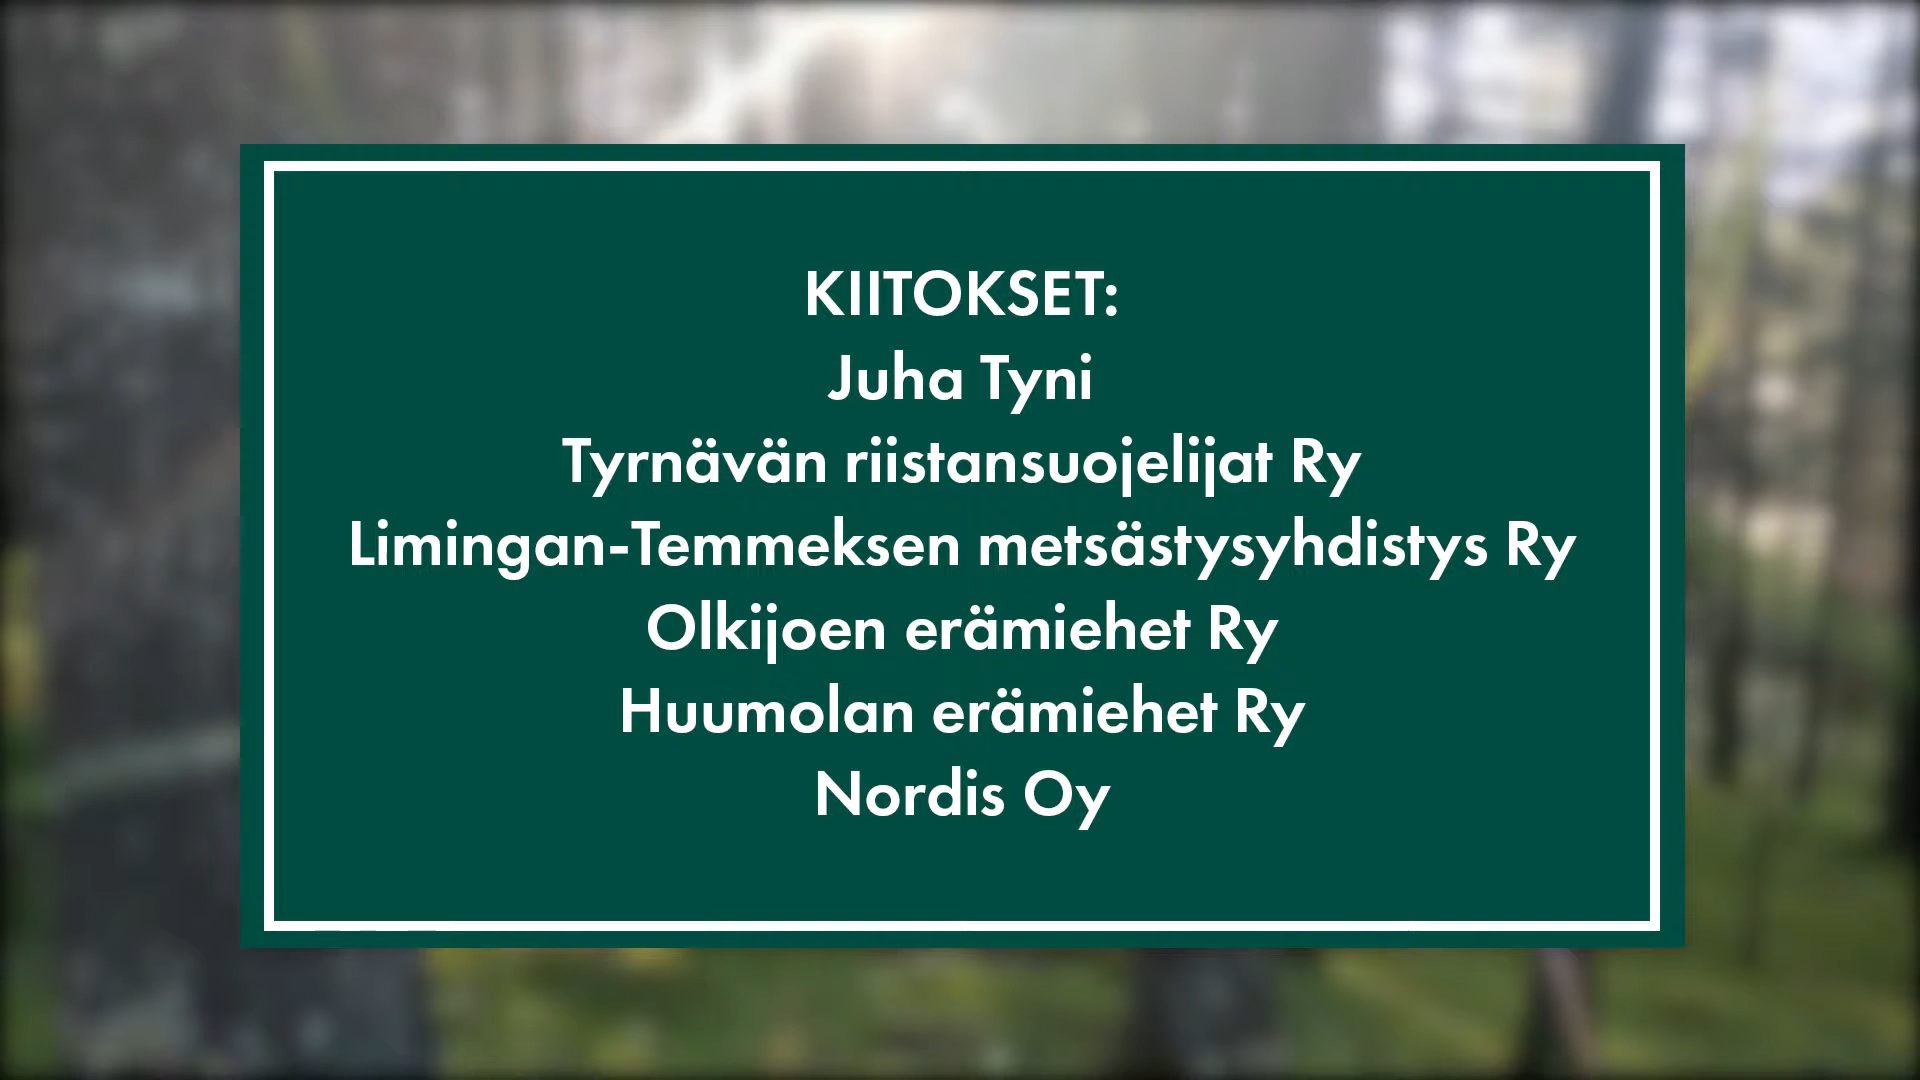 KIITOKSET:
Juha Tyni
Tyrnävän riistansuojelijat Ry
Limingan-Temmeksen metsästysyhdistys Ry
Olkijoen erämiehet Ry
Huumolan erämiehet Ry
Nordis Oy